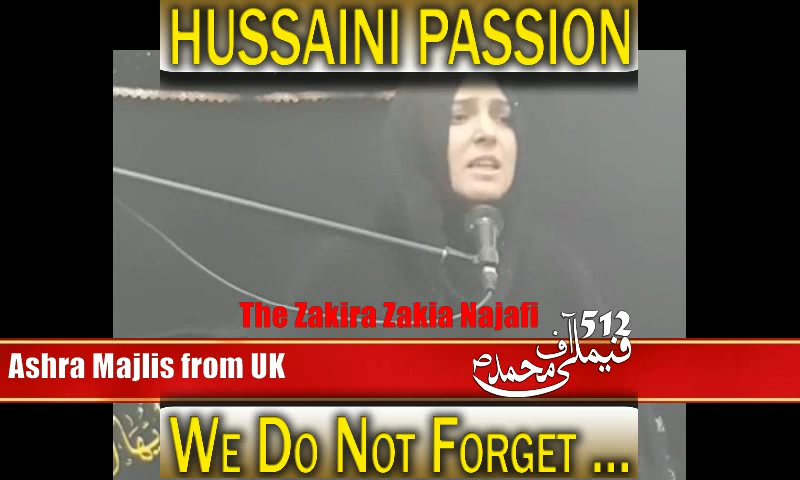 HUSSAINI PASSION
The Zakira Zakia Najafi
512
فیملی آف محمدؐ
Ashra Majlis from UK
WE DO NOT FORGET ...